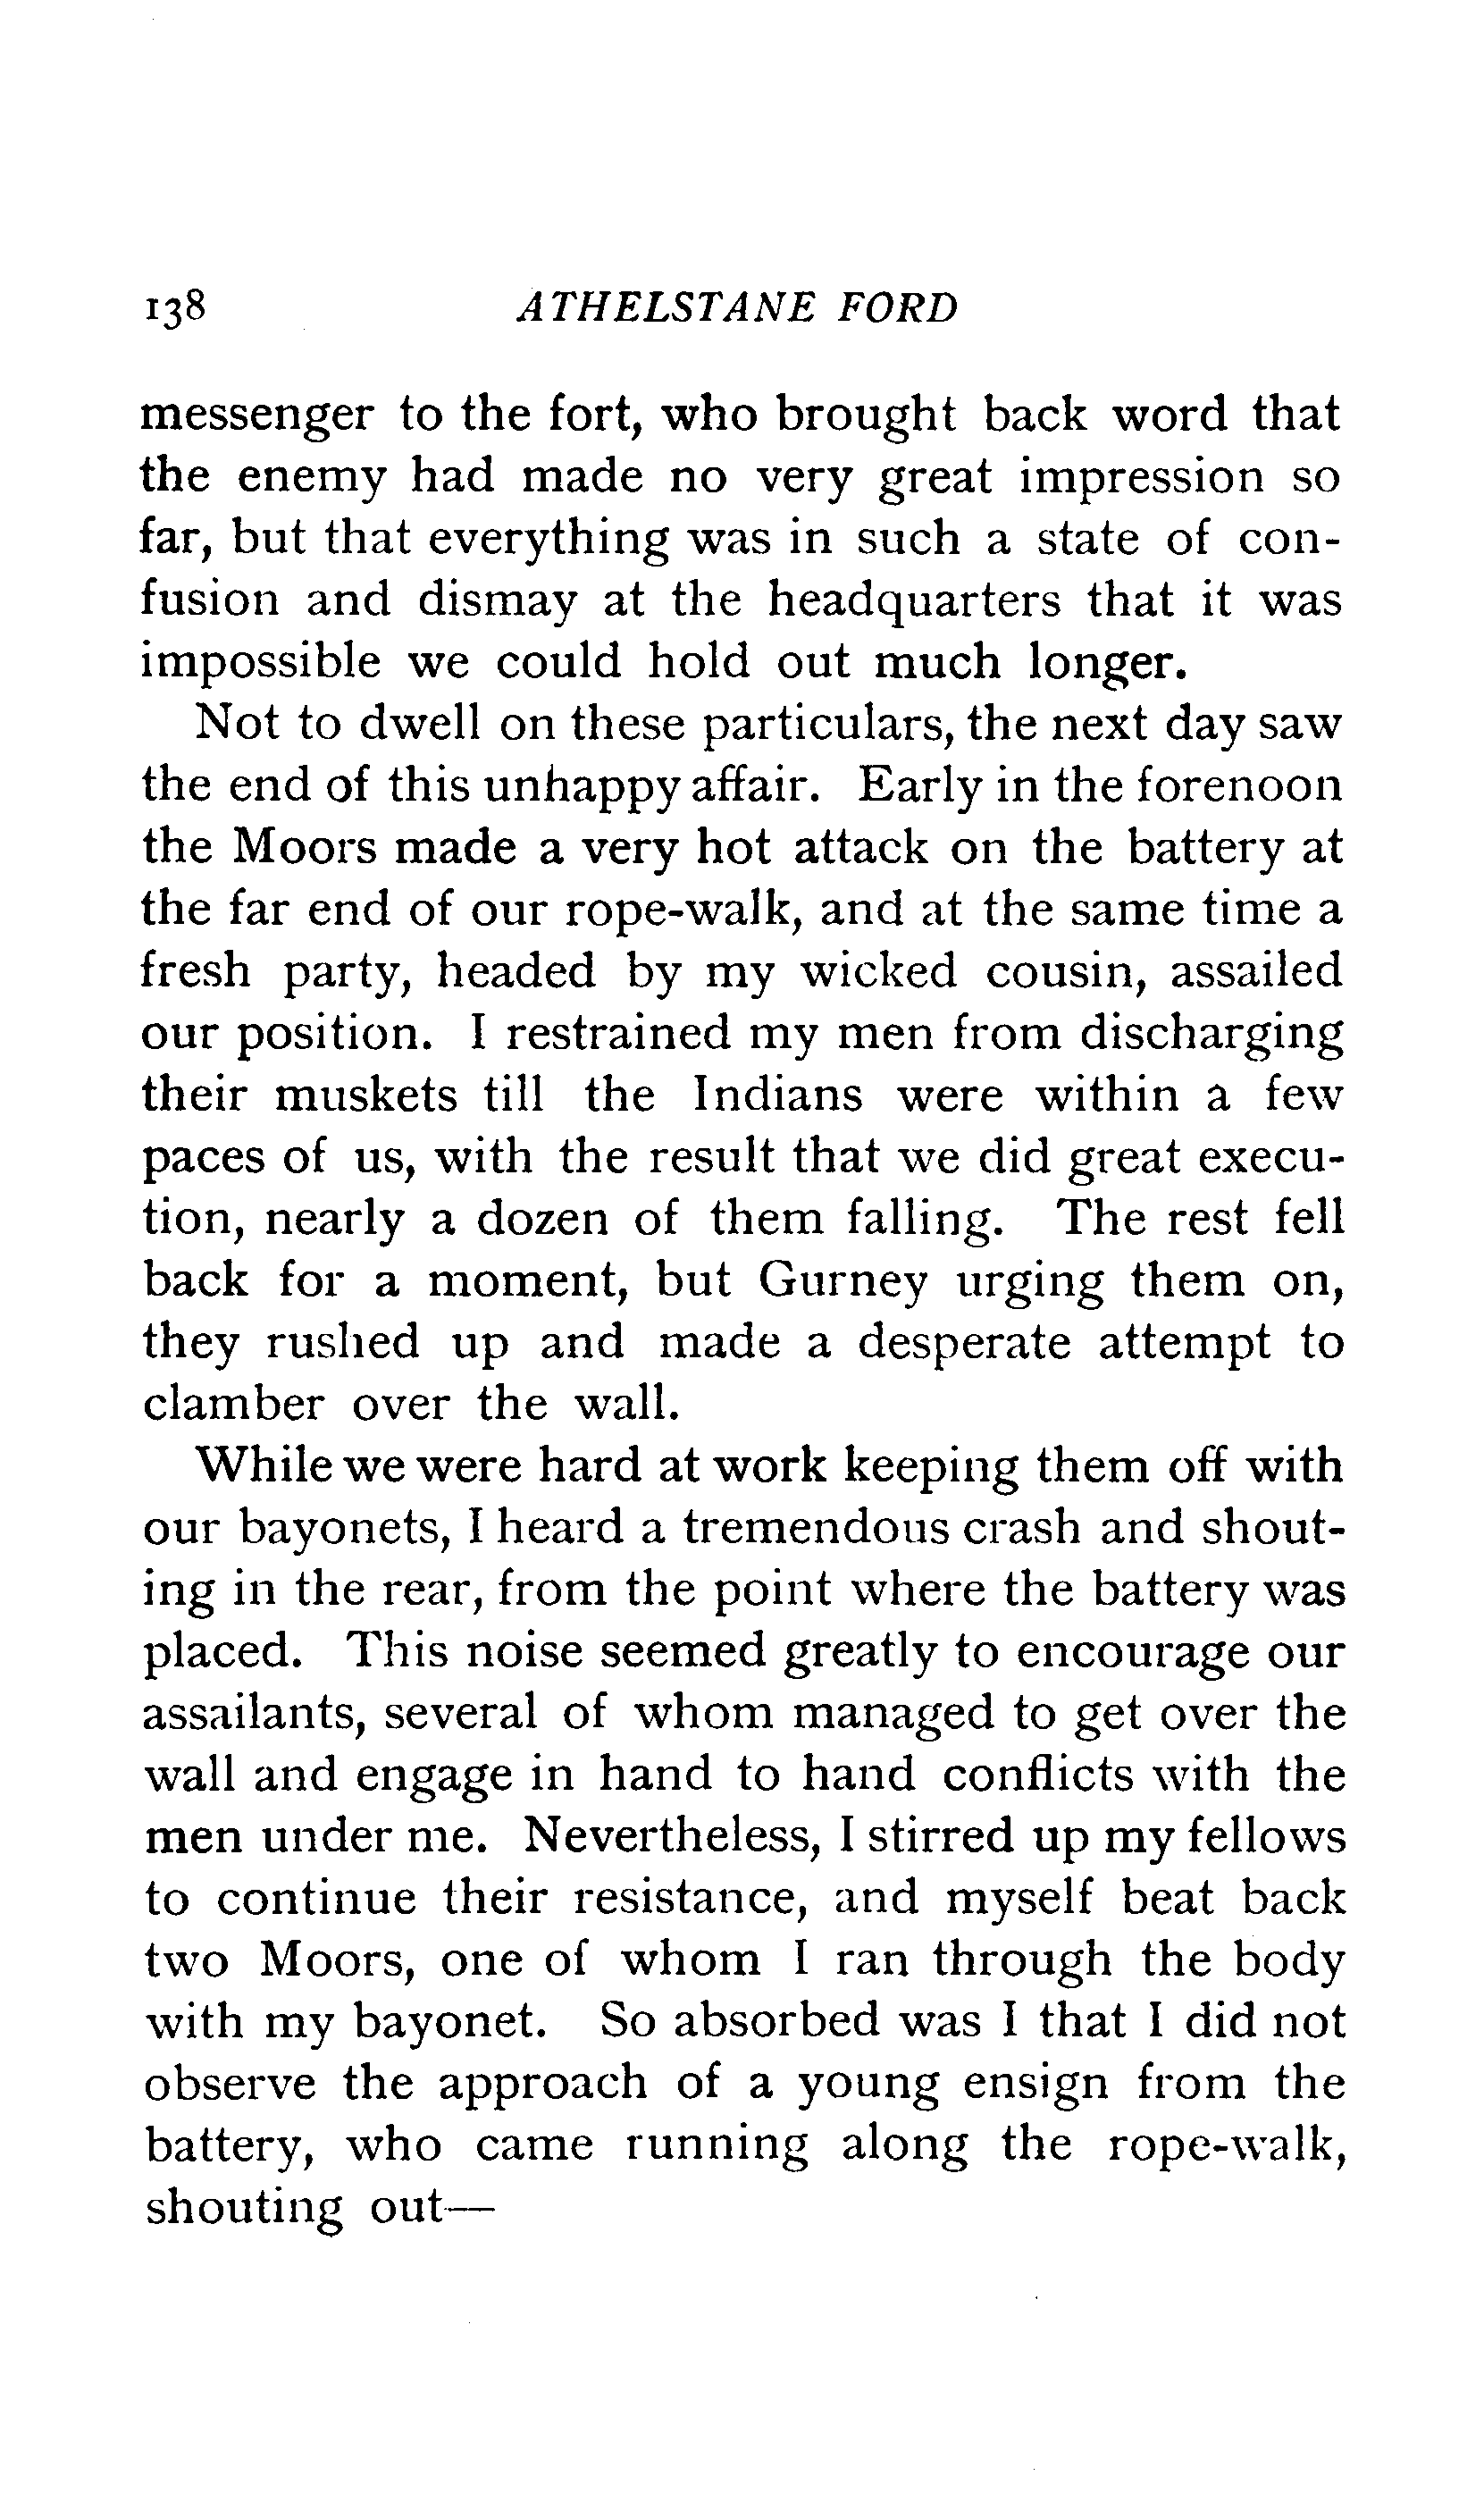 138 ATHELSTANE FORD
messenger to the fort, who brought back word that
the enemy had made no very great impression so
far, but that everything was in such a state of con-
fusion and dismay at the headquarters that it was
impossible we could hold out much longer.
Not to dwell on these particulars, the next day saw
the end of this unhappy affair. Early in the forenoon
the Moors made a very hot attack on the battery at
the far end of our rope-walk, and at the same time a
fresh party, headed by my wicked cousin, assailed
our position. I restrained my men from discharging
their muskets till the Indians were within a few
paces of us, with the result that we did great execu-
tion, nearly a dozen of them falling. The rest fell
back for a moment, but Gurney urging them on,
they rushed up and made a desperate attempt to
clamber over the wall.
While we were hard at work keeping them off with
our bayonets, I heard a tremendous crash and shout-
ing in the rear, from the point where the battery was
placed. This noise seemed greatly to encourage our
assailants, several of whom managed to get over the
wall and engage in hand to hand conflicts with the
men under me. Nevertheless, I stirred up my fellows
to continue their resistance, and myself beat back
two Moors, one of whom I ran through the body
with my bayonet. So absorbed was I that I did not
observe the approach of a young ensign from the
battery, who came running along the rope-walk,
shouting out—